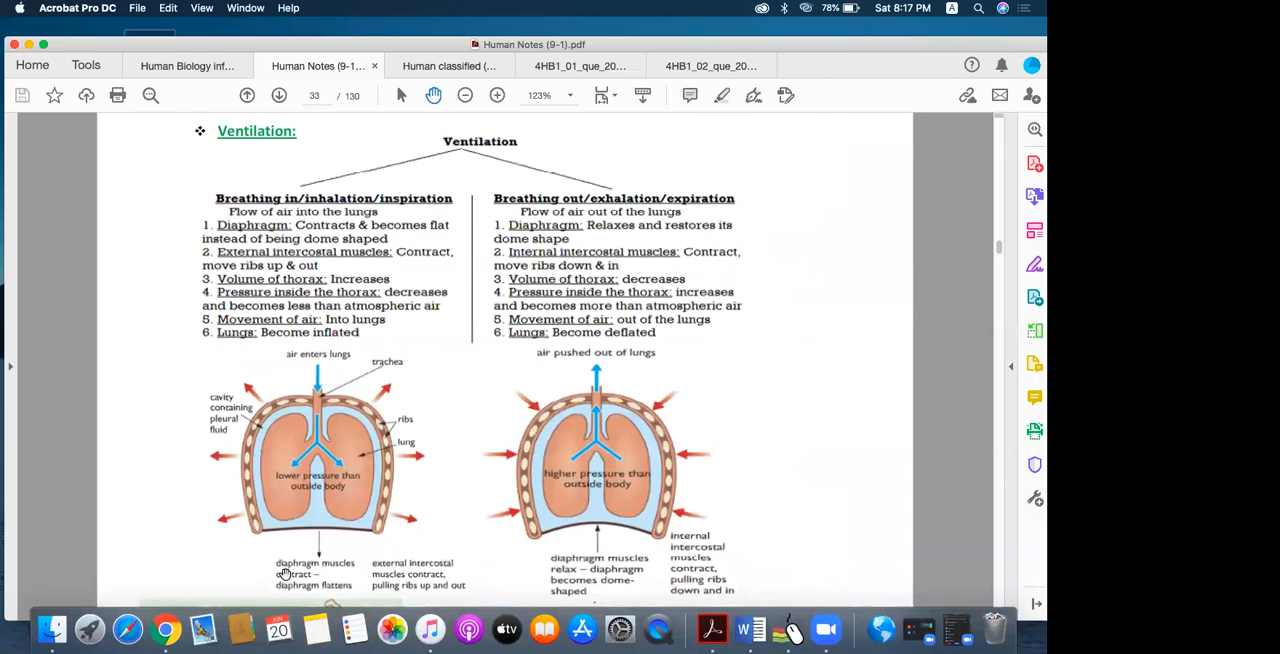 Acrobat Pro DC File Edit View Window Help
78% Sat 8:17 PM A
Human Notes (9-1).pdf
Home Tools Human Biology inf... Human Notes (9-1... × Human classified (... 4HB1_01_que_20... 4HB1_02_que_20...
33 / 130 123%
❖ Ventilation:
Ventilation
Breathing in/inhalation/inspiration
Flow of air into the lungs
1. Diaphragm: Contracts & becomes flat
instead of being dome shaped
2. External intercostal muscles: Contract,
move ribs up & out
3. Volume of thorax: Increases
4. Pressure inside the thorax: decreases
and becomes less than atmospheric air
5. Movement of air: Into lungs
6. Lungs: Become inflated
Breathing out/exhalation/expiration
Flow of air out of the lungs
1. Diaphragm: Relaxes and restores its
dome shape
2. Internal intercostal muscles: Contract,
move ribs down & in
3. Volume of thorax: decreases
4. Pressure inside the thorax: increases
and becomes more than atmospheric air
5. Movement of air: out of the lungs
6. Lungs: Become deflated
air enters lungs
trachea
cavity
containing
pleural
fluid
ribs
lung
lower pressure than
outside body
diaphragm muscles
contract –
diaphragm flattens
external intercostal
muscles contract,
pulling ribs up and out
air pushed out of lungs
higher pressure than
outside body
diaphragm muscles
relax – diaphragm
becomes dome-
shaped
internal
intercostal
muscles
contract,
pulling ribs
down and in
JUN
20
tv
W